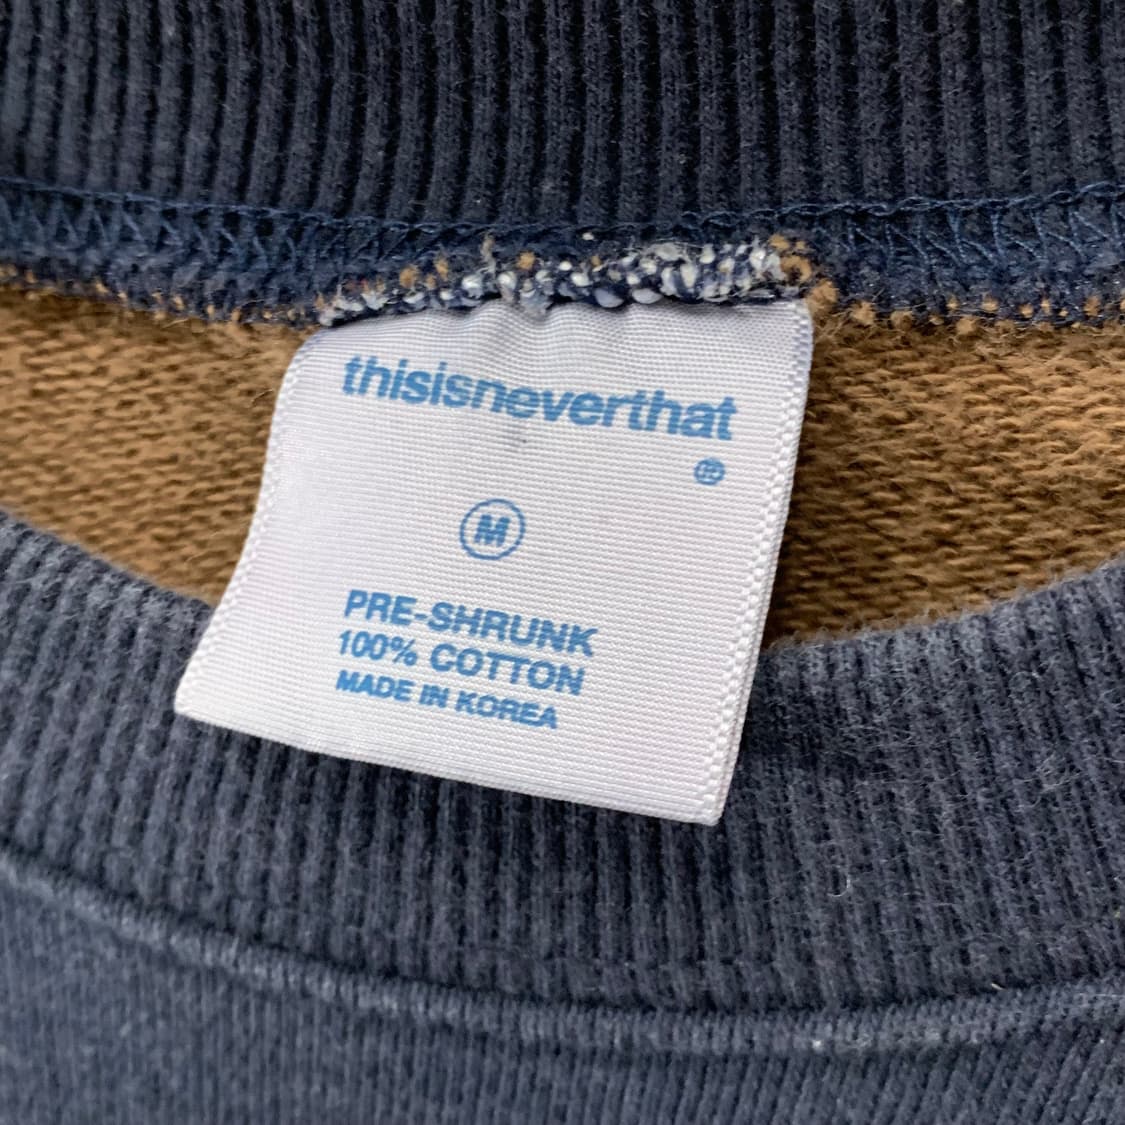 thisisneverthat
®
M
PRE-SHRUNK
100% COTTON
MADE IN KOREA